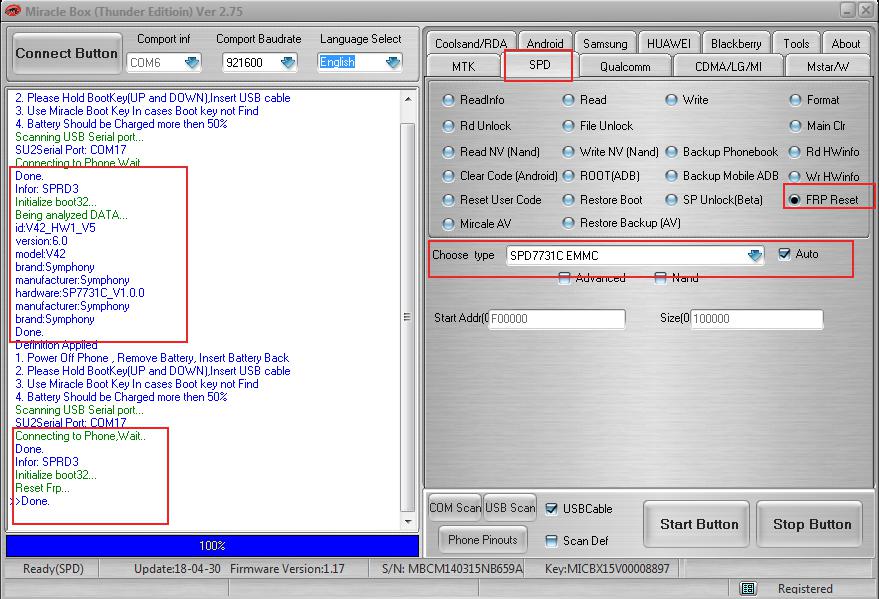 Miracle Box (Thunder Editioin) Ver 2.75
Connect Button
Comport inf
Comport Baudrate
Language Select
COM6
921600
English
2. Please Hold BootKey(UP and DOWN),Insert USB cable
3. Use Miracle Boot Key In cases Boot key not Find
4. Battery Should be Charged more then 50%
Scanning USB Serial port...
SU2Serial Port: COM17
Connecting to Phone,Wait..
Done.
Infor: SPRD3
Initialize boot32...
Being analyzed DATA...
id:V42_HW1_V5
version:6.0
model:V42
brand:Symphony
manufacturer:Symphony
hardware:SP7731C_V1.0.0
manufacturer:Symphony
brand:Symphony
Done.
Definition Applied
1. Power Off Phone , Remove Battery, Insert Battery Back
2. Please Hold BootKey(UP and DOWN),Insert USB cable
3. Use Miracle Boot Key In cases Boot key not Find
4. Battery Should be Charged more then 50%
Scanning USB Serial port...
SU2Serial Port: COM17
Connecting to Phone,Wait..
Done.
Infor: SPRD3
Initialize boot32...
Reset Frp...
>>Done.
100%
Coolsand/RDA Android Samsung HUAWEI Blackberry Tools About
MTK SPD Qualcomm CDMA/LG/MI Mstar/W
ReadInfo Read Write Format
Rd Unlock File Unlock Main Clr
Read NV (Nand) Write NV (Nand) Backup Phonebook Rd HWinfo
Clear Code (Android) ROOT(ADB) Backup Mobile ADB Wr HWinfo
Reset User Code Restore Boot SP Unlock(Beta) FRP Reset
Mircale AV Restore Backup (AV)
Choose type SPD7731C EMMC Auto
Advanced Nand
Start Addr(0 F00000 Size(0 100000
COM Scan USB Scan USBCable
Phone Pinouts Scan Def
Start Button Stop Button
Ready(SPD) Update:18-04-30 Firmware Version:1.17 S/N: MBCM140315NB659A Key:MICBX15V00008897
Registered